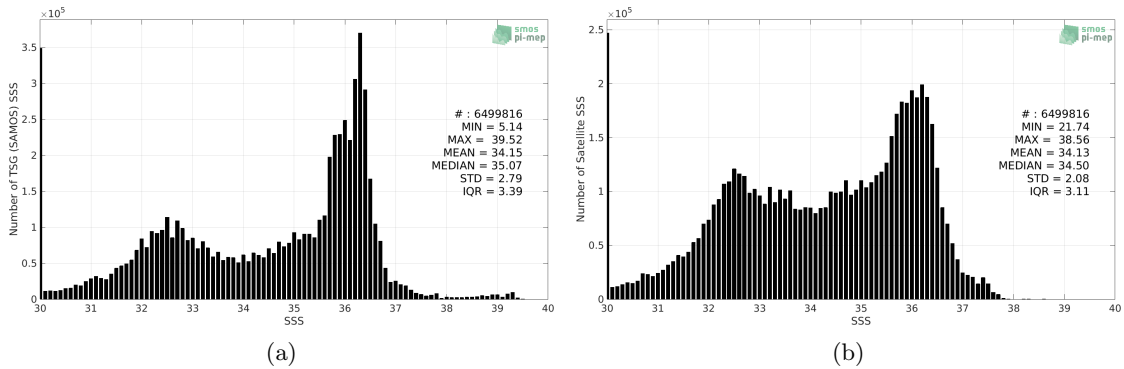 ×10⁵
smos
pi-mep
4
3.5
3
2.5
2
1.5
1
0.5
0
Number of TSG (SAMOS) SSS
# : 6499816
MIN = 5.14
MAX = 39.52
MEAN = 34.15
MEDIAN = 35.07
STD = 2.79
IQR = 3.39
30 31 32 33 34 35 36 37 38 39 40
SSS
(a)
×10⁵
smos
pi-mep
2.5
2
1.5
1
0.5
0
Number of Satellite SSS
# : 6499816
MIN = 21.74
MAX = 38.56
MEAN = 34.13
MEDIAN = 34.50
STD = 2.08
IQR = 3.11
30 31 32 33 34 35 36 37 38 39 40
SSS
(b)